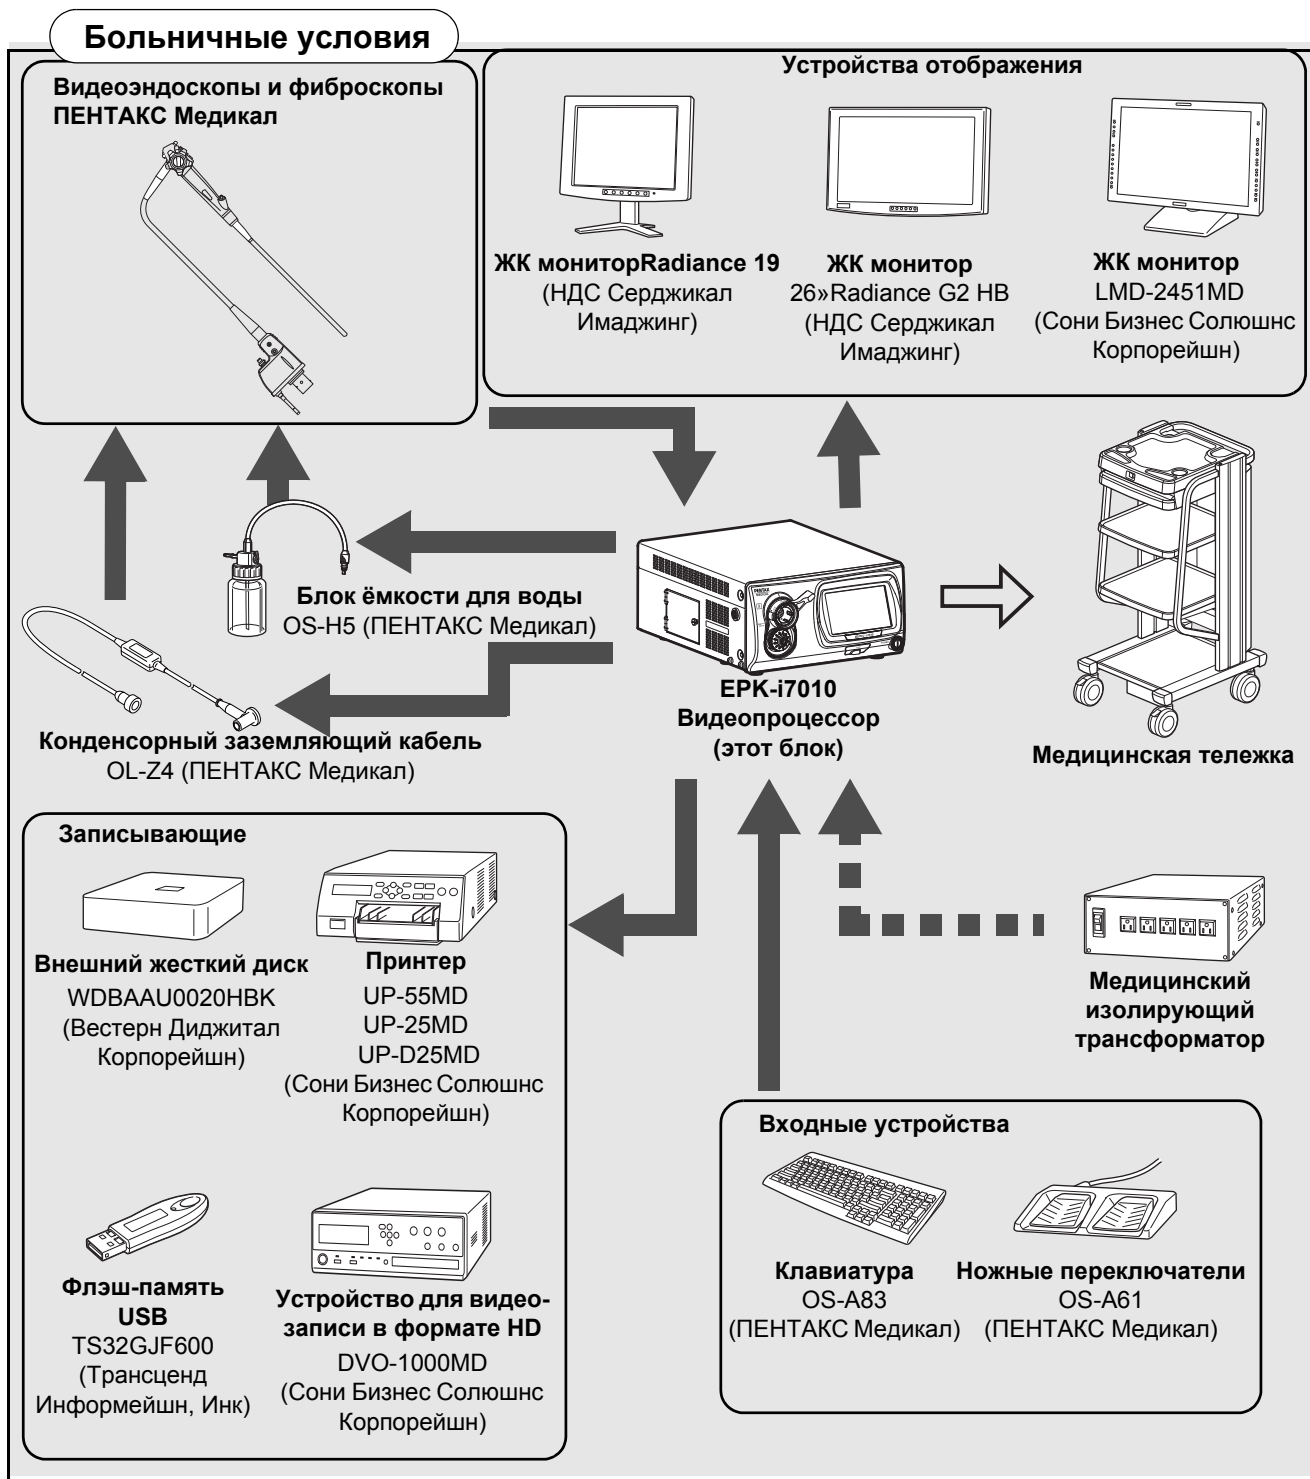 Больничные условия
Видеоэндоскопы и фиброскопы
ПЕНТАКС Медикал
Устройства отображения
ЖК мониторRadiance 19
(НДС Серджикал
Имаджинг)
ЖК монитор
26»Radiance G2 HB
(НДС Серджикал
Имаджинг)
ЖК монитор
LMD-2451MD
(Сони Бизнес Солюшнс
Корпорейшн)
Блок ёмкости для воды
OS-H5 (ПЕНТАКС Медикал)
Конденсорный заземляющий кабель
OL-Z4 (ПЕНТАКС Медикал)
PENTAX
EPK-i7010
Видеопроцессор
(этот блок)
Медицинская тележка
Записывающие
Внешний жесткий диск
WDBAAU0020HBK
(Вестерн Диджитал
Корпорейшн)
Принтер
UP-55MD
UP-25MD
UP-D25MD
(Сони Бизнес Солюшнс
Корпорейшн)
Медицинский
изолирующий
трансформатор
Флэш-память
USB
TS32GJF600
(Трансценд
Информейшн, Инк)
Устройство для видео-
записи в формате HD
DVO-1000MD
(Сони Бизнес Солюшнс
Корпорейшн)
Входные устройства
Клавиатура
OS-A83
(ПЕНТАКС Медикал)
Ножные переключатели
OS-A61
(ПЕНТАКС Медикал)